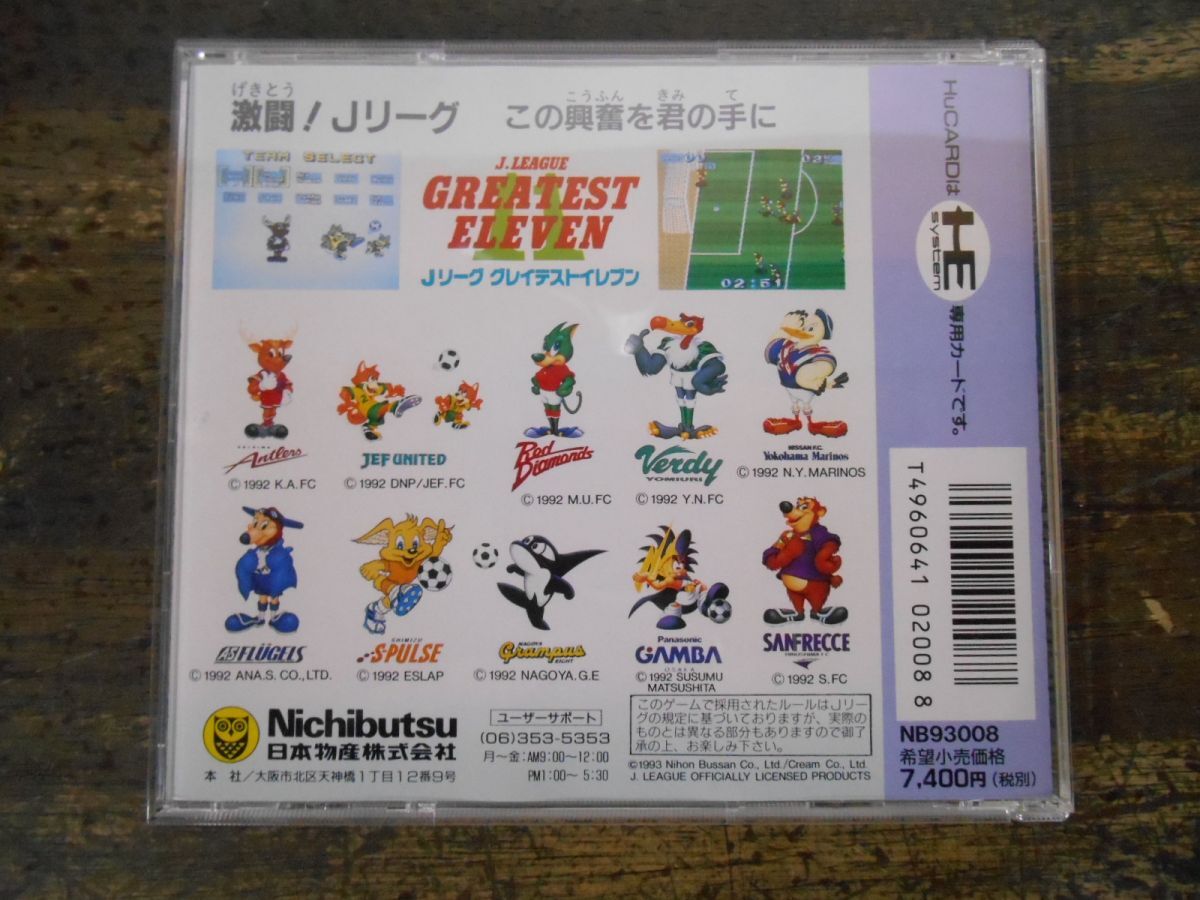 げきとう
激闘！Jリーグ
こうふん きみ て
この興奮を君の手に
TEAM SELECT
J. LEAGUE
GREATEST
11
ELEVEN
Jリーグ グレイテストイレブン
02:51
Antlers
© 1992 K.A.FC
JEF UNITED
© 1992 DNP/JEF.FC
Red
Diamonds
© 1992 M.U.FC
Verdy
YOMIURI
© 1992 Y.N.FC
NISSAN F.C.
Yokohama Marinos
© 1992 N.Y.MARINOS
AS FLÜGELS
© 1992 ANA.S. CO.,LTD.
SHIMIZU
S-PULSE
© 1992 ESLAP
NAGOYA
Grampus
EIGHT
© 1992 NAGOYA.G.E
Panasonic
GAMBA
OSAKA
© 1992 SUSUMU
MATSUSHITA
SANFRECCE
HIROSHIMA F.C
© 1992 S.FC
Nichibutsu
日本物産株式会社
本 社／大阪市北区天神橋1丁目12番9号
ユーザーサポート
(06)353-5353
月～金:AM9:00～12:00
PM1:00～5:30
このゲームで採用されたルールはJリー
グの規定に基づいておりますが、実際の
ものとは異なる部分もありますので御了
承の上、お楽しみ下さい。
©1993 Nihon Bussan Co., Ltd./Cream Co., Ltd.
J. LEAGUE OFFICIALLY LICENSED PRODUCTS
HuCARDは
HE
system
専用カードです。
T4960641 02008 8
NB93008
希望小売価格
7,400円(税別)